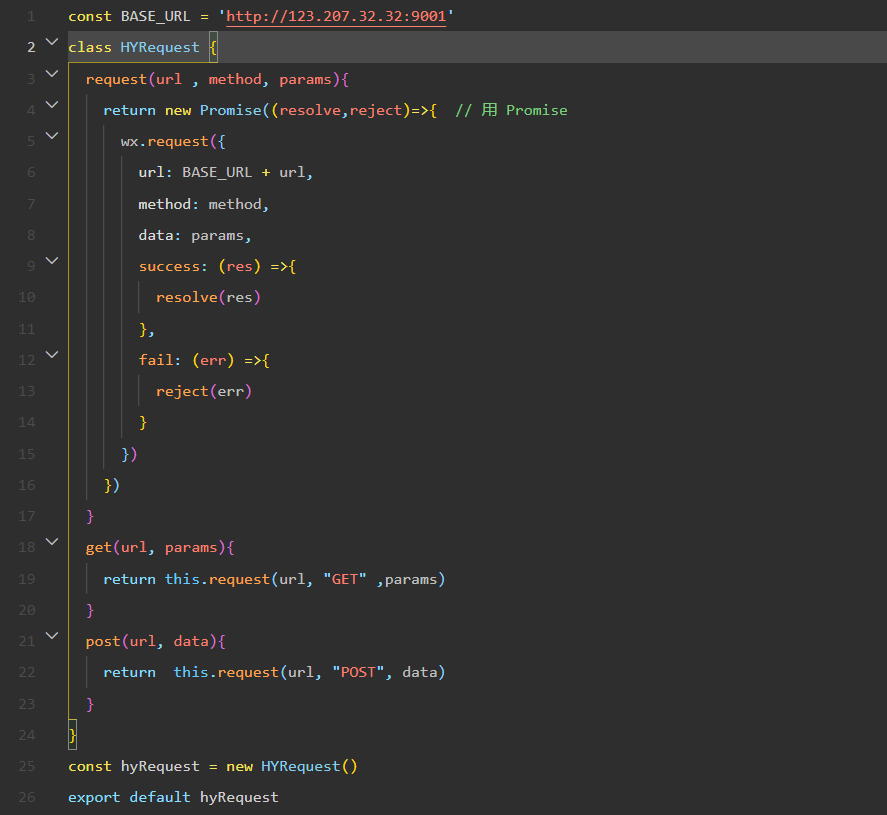 1 const BASE_URL = 'http://123.207.32.32:9001'
2 class HYRequest {
3 request(url , method, params){
4 return new Promise((resolve,reject)=>{  // 用 Promise
5 wx.request({
6 url: BASE_URL + url,
7 method: method,
8 data: params,
9 success: (res) =>{
10 resolve(res)
11 },
12 fail: (err) =>{
13 reject(err)
14 }
15 })
16 })
17 }
18 get(url, params){
19 return this.request(url, "GET" ,params)
20 }
21 post(url, data){
22 return  this.request(url, "POST", data)
23 }
24 }
25 const hyRequest = new HYRequest()
26 export default hyRequest